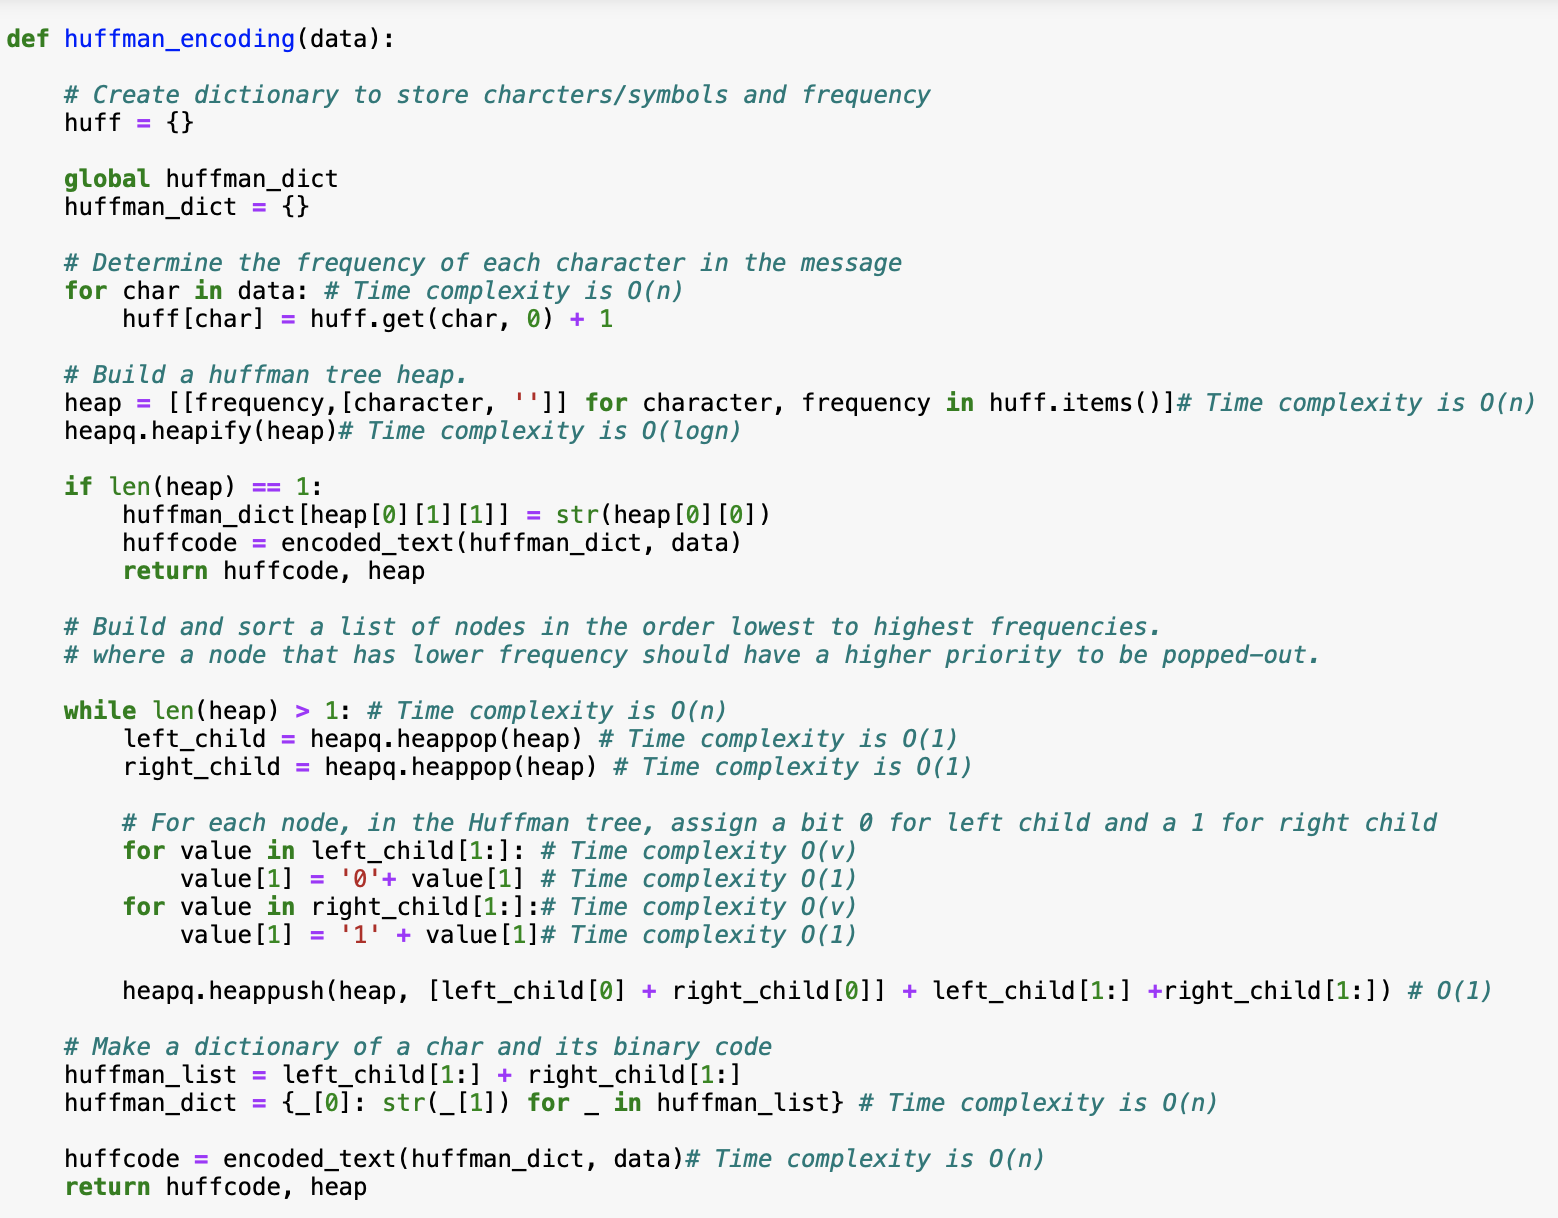 def huffman_encoding(data):
    # Create dictionary to store charcters/symbols and frequency
    huff = {}
    global huffman_dict
    huffman_dict = {}
    # Determine the frequency of each character in the message
    for char in data: # Time complexity is O(n)
        huff[char] = huff.get(char, 0) + 1
    # Build a huffman tree heap.
    heap = [[frequency,[character, '']] for character, frequency in huff.items()]# Time complexity is O(n)
    heapq.heapify(heap)# Time complexity is O(logn)
    if len(heap) == 1:
        huffman_dict[heap[0][1][1]] = str(heap[0][0])
        huffcode = encoded_text(huffman_dict, data)
        return huffcode, heap
    # Build and sort a list of nodes in the order lowest to highest frequencies.
    # where a node that has lower frequency should have a higher priority to be popped-out.
    while len(heap) > 1: # Time complexity is O(n)
        left_child = heapq.heappop(heap) # Time complexity is O(1)
        right_child = heapq.heappop(heap) # Time complexity is O(1)
        # For each node, in the Huffman tree, assign a bit 0 for left child and a 1 for right child
        for value in left_child[1:]: # Time complexity O(v)
            value[1] = '0'+ value[1] # Time complexity O(1)
        for value in right_child[1:]:# Time complexity O(v)
            value[1] = '1' + value[1]# Time complexity O(1)
        heapq.heappush(heap, [left_child[0] + right_child[0]] + left_child[1:] +right_child[1:]) # O(1)
    # Make a dictionary of a char and its binary code
    huffman_list = left_child[1:] + right_child[1:]
    huffman_dict = {_[0]: str(_[1]) for _ in huffman_list} # Time complexity is O(n)
    huffcode = encoded_text(huffman_dict, data)# Time complexity is O(n)
    return huffcode, heap